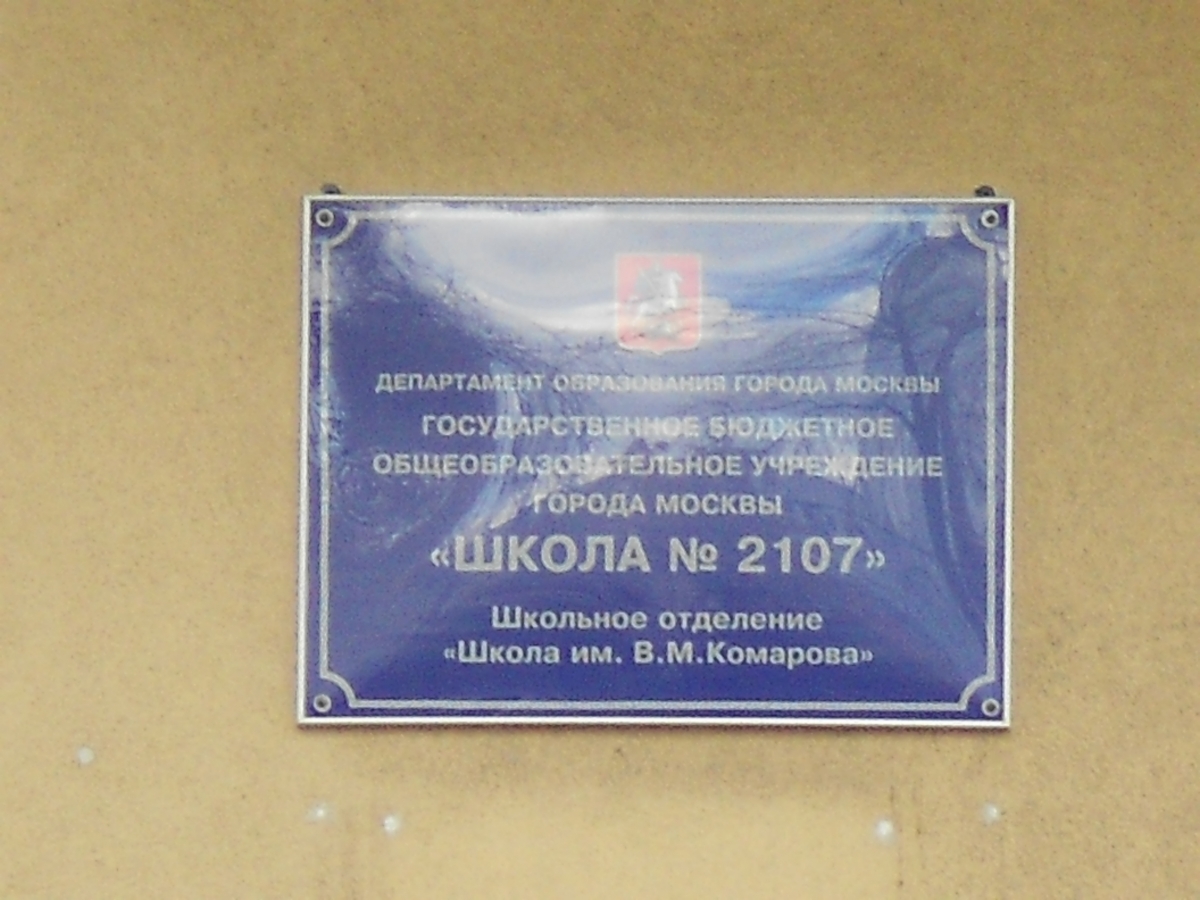 ДЕПАРТАМЕНТ ОБРАЗОВАНИЯ ГОРОДА МОСКВЫ
ГОСУДАРСТВЕННОЕ БЮДЖЕТНОЕ
ОБЩЕОБРАЗОВАТЕЛЬНОЕ УЧРЕЖДЕНИЕ
ГОРОДА МОСКВЫ
«ШКОЛА № 2107»
Школьное отделение
«Школа им. В.М.Комарова»